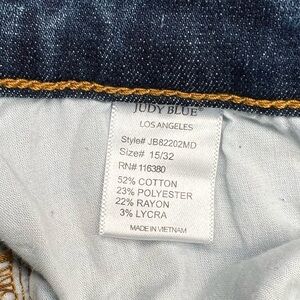 JUDY BLUE
LOS ANGELES
Style# JB82202MD
Size# 15/32
RN# 116380
52% COTTON
23% POLYESTER
22% RAYON
3% LYCRA
MADE IN VIETNAM